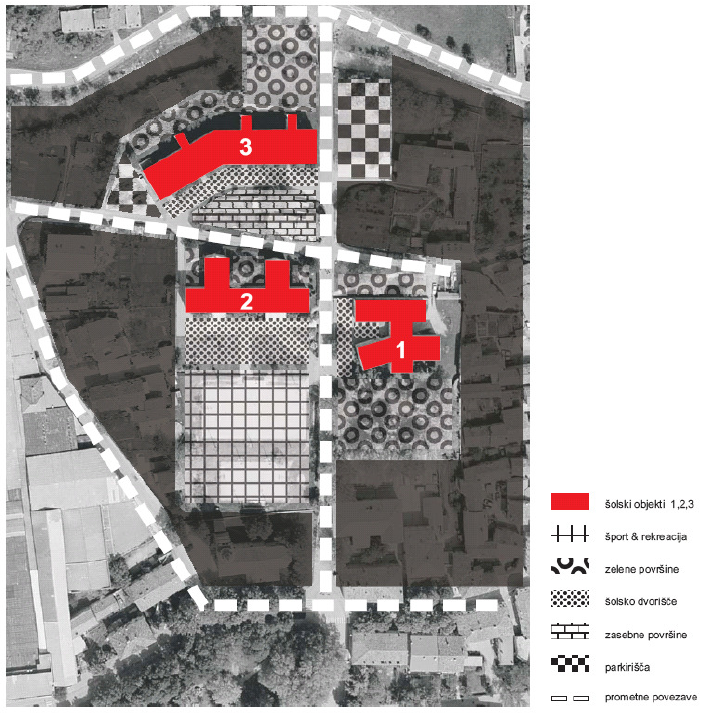 3
2
1
šolski objekti 1,2,3
šport & rekreacija
zelene površine
šolsko dvorišče
zasebne površine
parkirišča
prometne povezave